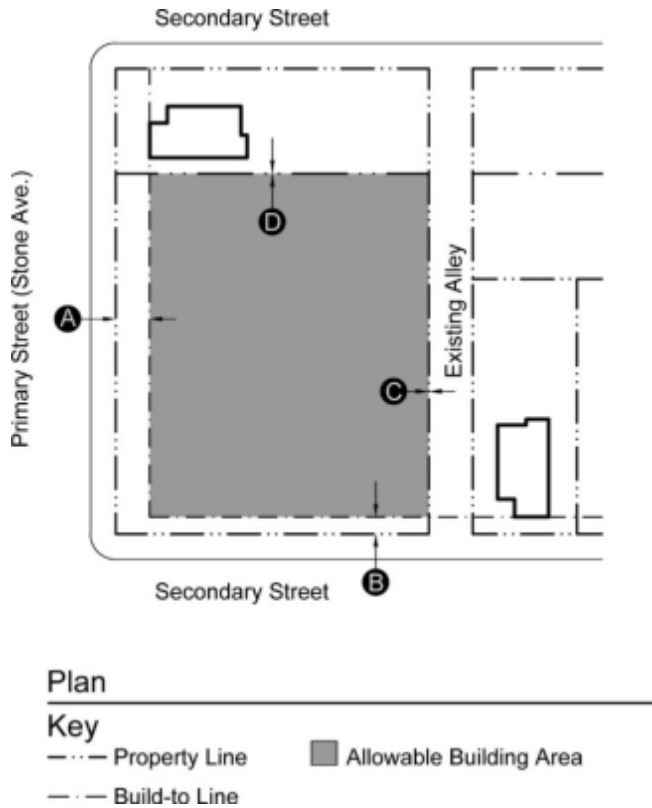 Secondary Street
Primary Street (Stone Ave.)
D
A
Existing Alley
C
B
Secondary Street
Plan
Key
Property Line
Allowable Building Area
Build-to Line